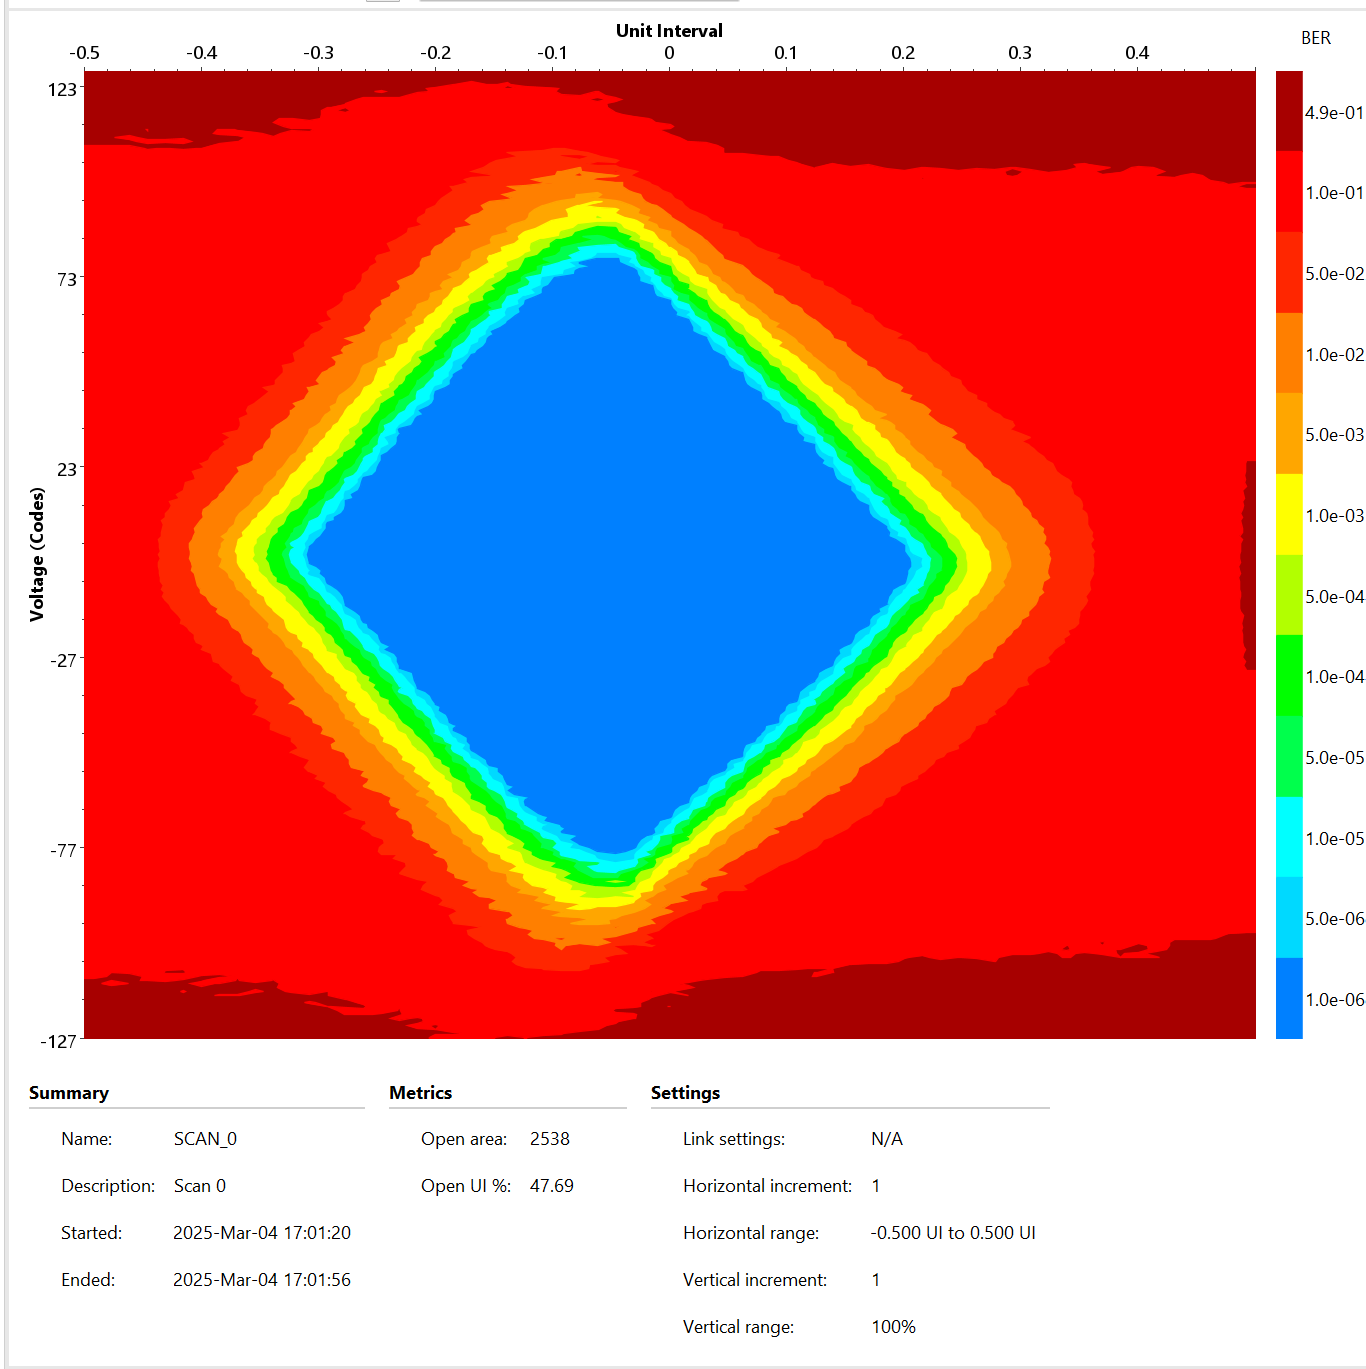 Unit Interval
BER
-0.5 -0.4 -0.3 -0.2 -0.1 0 0.1 0.2 0.3 0.4
123
73
23
-27
-77
-127
Voltage (Codes)
4.9e-01
1.0e-01
5.0e-02
1.0e-02
5.0e-03
1.0e-03
5.0e-04
1.0e-04
5.0e-05
1.0e-05
5.0e-06
1.0e-06
Summary Metrics Settings
Name: SCAN_0 Open area: 2538 Link settings: N/A
Description: Scan 0 Open UI %: 47.69 Horizontal increment: 1
Started: 2025-Mar-04 17:01:20 Horizontal range: -0.500 UI to 0.500 UI
Ended: 2025-Mar-04 17:01:56 Vertical increment: 1
Vertical range: 100%